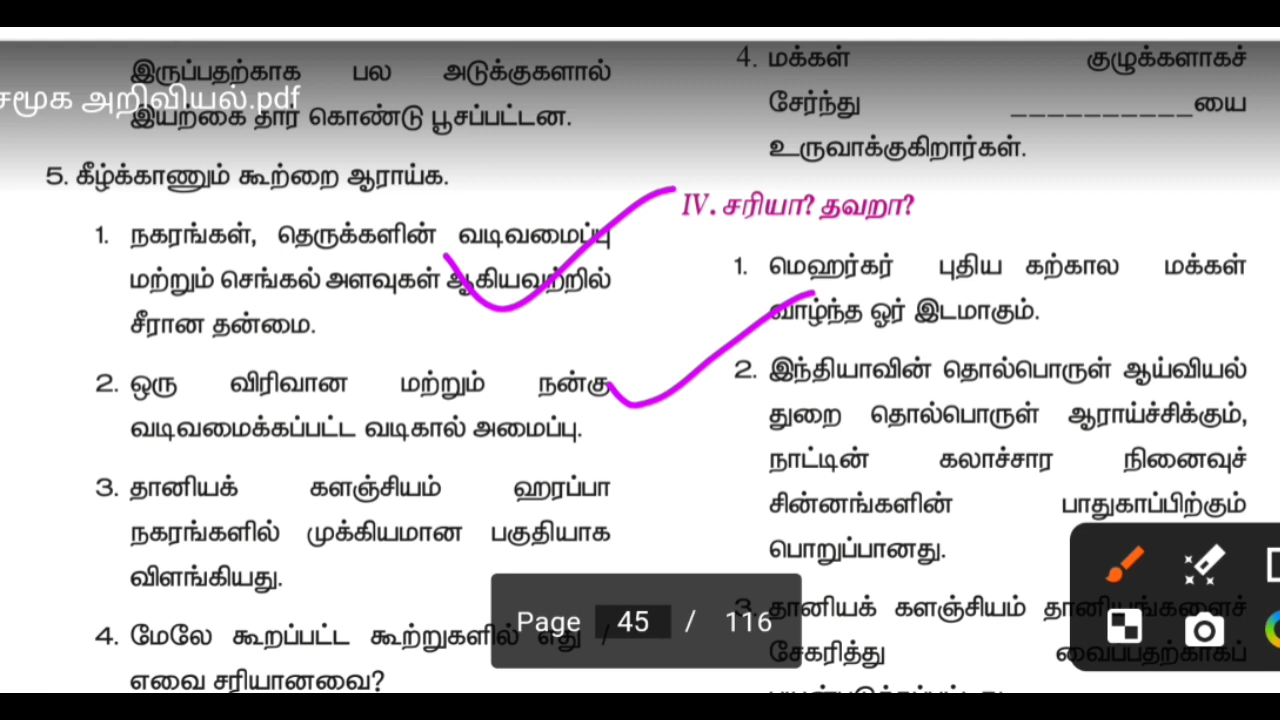 இருப்பதற்காக பல அடுக்குகளால்
சமூக அறிவியல்.pdf
இயற்கை தார் கொண்டு பூசப்பட்டன.
5. கீழ்க்காணும் கூற்றை ஆராய்க.
1. நகரங்கள், தெருக்களின் வடிவமைப்பு
மற்றும் செங்கல் அளவுகள் ஆகியவற்றில்
சீரான தன்மை.
2. ஒரு விரிவான மற்றும் நன்கு
வடிவமைக்கப்பட்ட வடிகால் அமைப்பு.
3. தானியக் களஞ்சியம் ஹரப்பா
நகரங்களில் முக்கியமான பகுதியாக
விளங்கியது.
4. மேலே கூறப்பட்ட கூற்றுகளில் எது /
எவை சரியானவை?
4. மக்கள் குழுக்களாகச்
சேர்ந்து __________யை
உருவாக்குகிறார்கள்.
IV. சரியா? தவறா?
1. மெஹர்கர் புதிய கற்கால மக்கள்
வாழ்ந்த ஓர் இடமாகும்.
2. இந்தியாவின் தொல்பொருள் ஆய்வியல்
துறை தொல்பொருள் ஆராய்ச்சிக்கும்,
நாட்டின் கலாச்சார நினைவுச்
சின்னங்களின் பாதுகாப்பிற்கும்
பொறுப்பானது.
3. தானியக் களஞ்சியம் தானியங்களைச்
சேகரித்து வைப்பதற்காகப்
Page 45 / 116